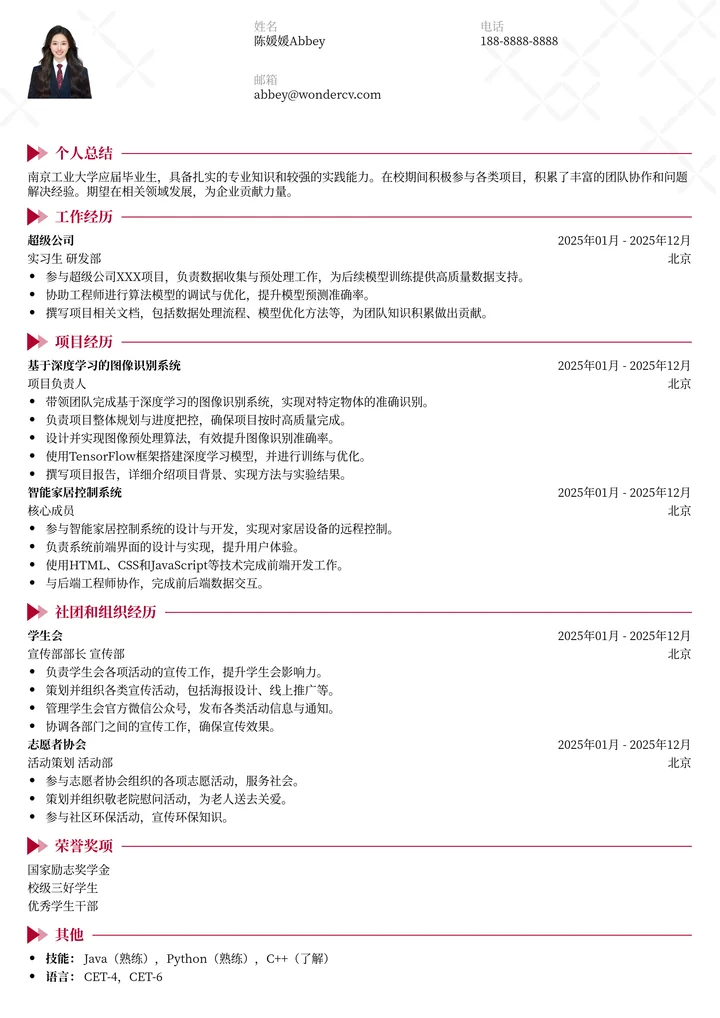 姓名
陈媛媛Abbey
电话
188-8888-8888
邮箱
abbey@wondercv.com
个人总结
南京工业大学应届毕业生，具备扎实的专业知识和较强的实践能力。在校期间积极参与各类项目，积累了丰富的团队协作和问题
解决经验。期望在相关领域发展，为企业贡献力量。
工作经历
超级公司 2025年01月 - 2025年12月
实习生 研发部 北京
• 参与超级公司XXX项目，负责数据收集与预处理工作，为后续模型训练提供高质量数据支持。
• 协助工程师进行算法模型的调试与优化，提升模型预测准确率。
• 撰写项目相关文档，包括数据处理流程、模型优化方法等，为团队知识积累做出贡献。
项目经历
基于深度学习的图像识别系统 2025年01月 - 2025年12月
项目负责人 北京
• 带领团队完成基于深度学习的图像识别系统，实现对特定物体的准确识别。
• 负责项目整体规划与进度把控，确保项目按时高质量完成。
• 设计并实现图像预处理算法，有效提升图像识别准确率。
• 使用TensorFlow框架搭建深度学习模型，并进行训练与优化。
• 撰写项目报告，详细介绍项目背景、实现方法与实验结果。
智能家居控制系统 2025年01月 - 2025年12月
核心成员 北京
• 参与智能家居控制系统的设计与开发，实现对家居设备的远程控制。
• 负责系统前端界面的设计与实现，提升用户体验。
• 使用HTML、CSS和JavaScript等技术完成前端开发工作。
• 与后端工程师协作，完成前后端数据交互。
社团和组织经历
学生会 2025年01月 - 2025年12月
宣传部部长 宣传部 北京
• 负责学生会各项活动的宣传工作，提升学生会影响力。
• 策划并组织各类宣传活动，包括海报设计、线上推广等。
• 管理学生会官方微信公众号，发布各类活动信息与通知。
• 协调各部门之间的宣传工作，确保宣传效果。
志愿者协会 2025年01月 - 2025年12月
活动策划 活动部 北京
• 参与志愿者协会组织的各项志愿活动，服务社会。
• 策划并组织敬老院慰问活动，为老人送去关爱。
• 参与社区环保活动，宣传环保知识。
荣誉奖项
国家励志奖学金
校级三好学生
优秀学生干部
其他
• 技能： Java（熟练），Python（熟练），C++（了解）
• 语言： CET-4，CET-6